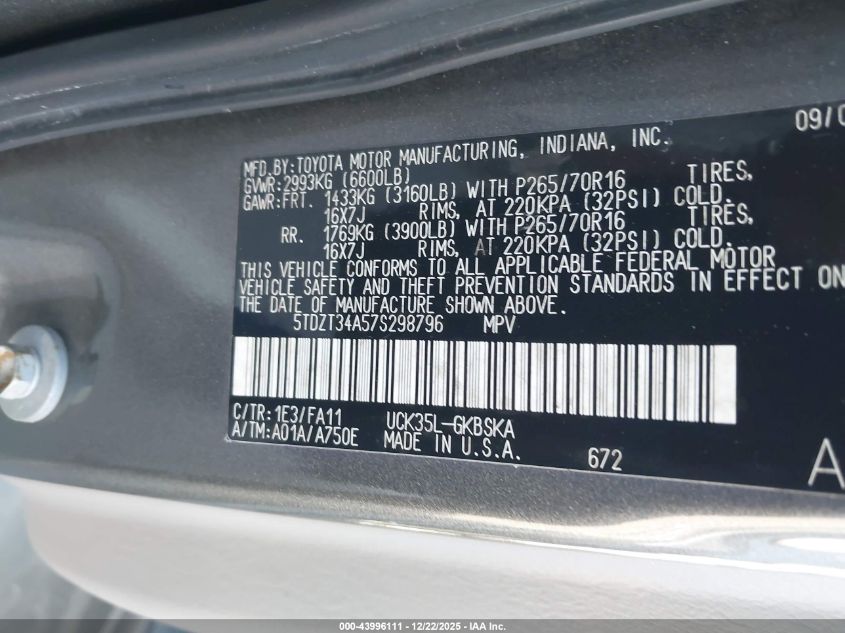 09/0
MFD.BY:TOYOTA MOTOR MANUFACTURING, INDIANA, INC.
GVWR:2993KG (6600LB)
GAWR:FRT. 1433KG (3160LB) WITH P265/70R16 TIRES,
16X7J RIMS, AT 220KPA (32PSI) COLD.
RR. 1769KG (3900LB) WITH P265/70R16 TIRES,
16X7J RIMS, AT 220KPA (32PSI) COLD.
THIS VEHICLE CONFORMS TO ALL APPLICABLE FEDERAL MOTOR
VEHICLE SAFETY AND THEFT PREVENTION STANDARDS IN EFFECT ON
THE DATE OF MANUFACTURE SHOWN ABOVE.
5TDZT34A57S298796 MPV
C/TR:1E3/FA11 UCK35L-GKBSKA
A/TM:A01A/A750E MADE IN U.S.A.
672
A
000-43996111 - 12/22/2025 - IAA Inc.